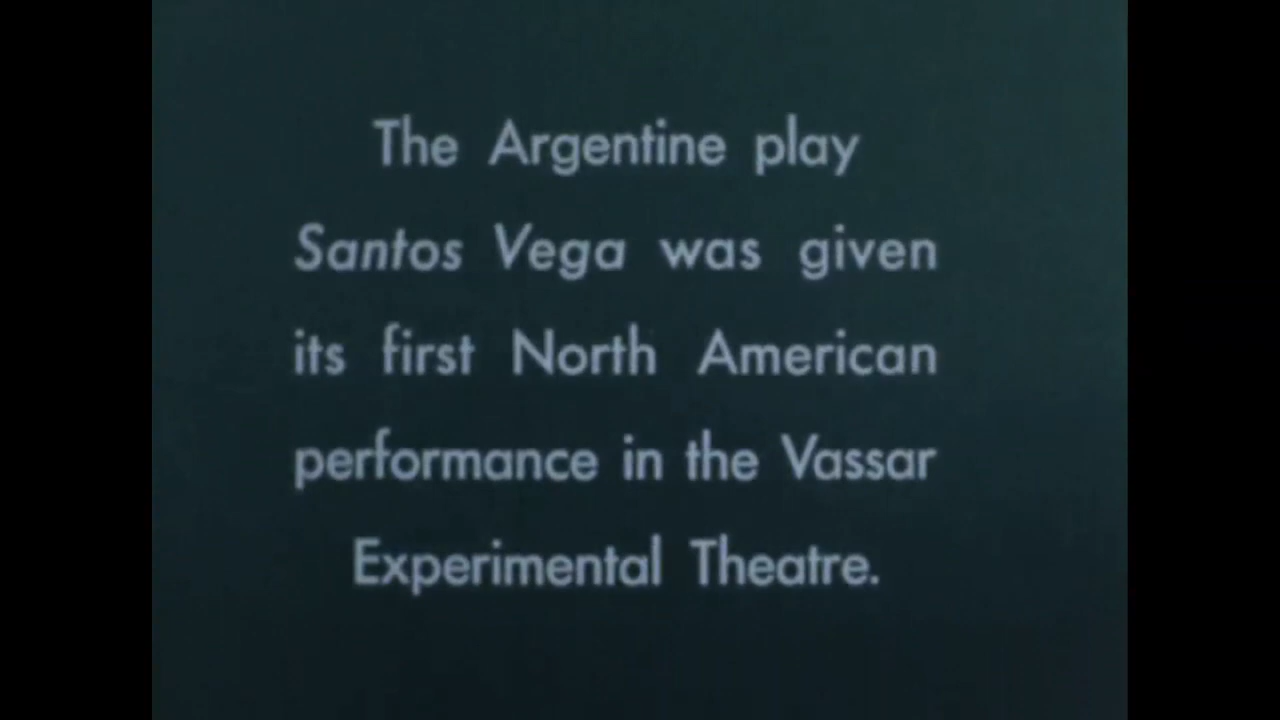 The Argentine play
Santos Vega was given
its first North American
performance in the Vassar
Experimental Theatre.